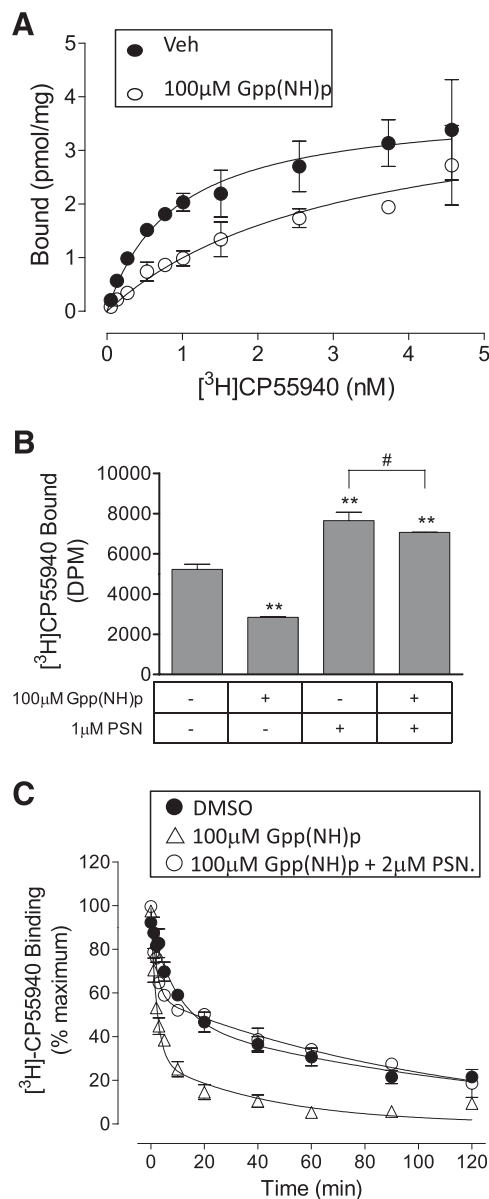 A
Veh
100μM Gpp(NH)p
5
4
3
2
1
0
Bound (pmol/mg)
0 1 2 3 4 5
[³H]CP55940 (nM)
B
#
10000
8000
6000
4000
2000
0
[³H]CP55940 Bound
(DPM)
** ** **
100μM Gpp(NH)p - + - +
1μM PSN - - + +
C
DMSO
100μM Gpp(NH)p
100μM Gpp(NH)p + 2μM PSN.
120
100
80
60
40
20
0
[³H]-CP55940 Binding
(% maximum)
0 20 40 60 80 100 120
Time (min)